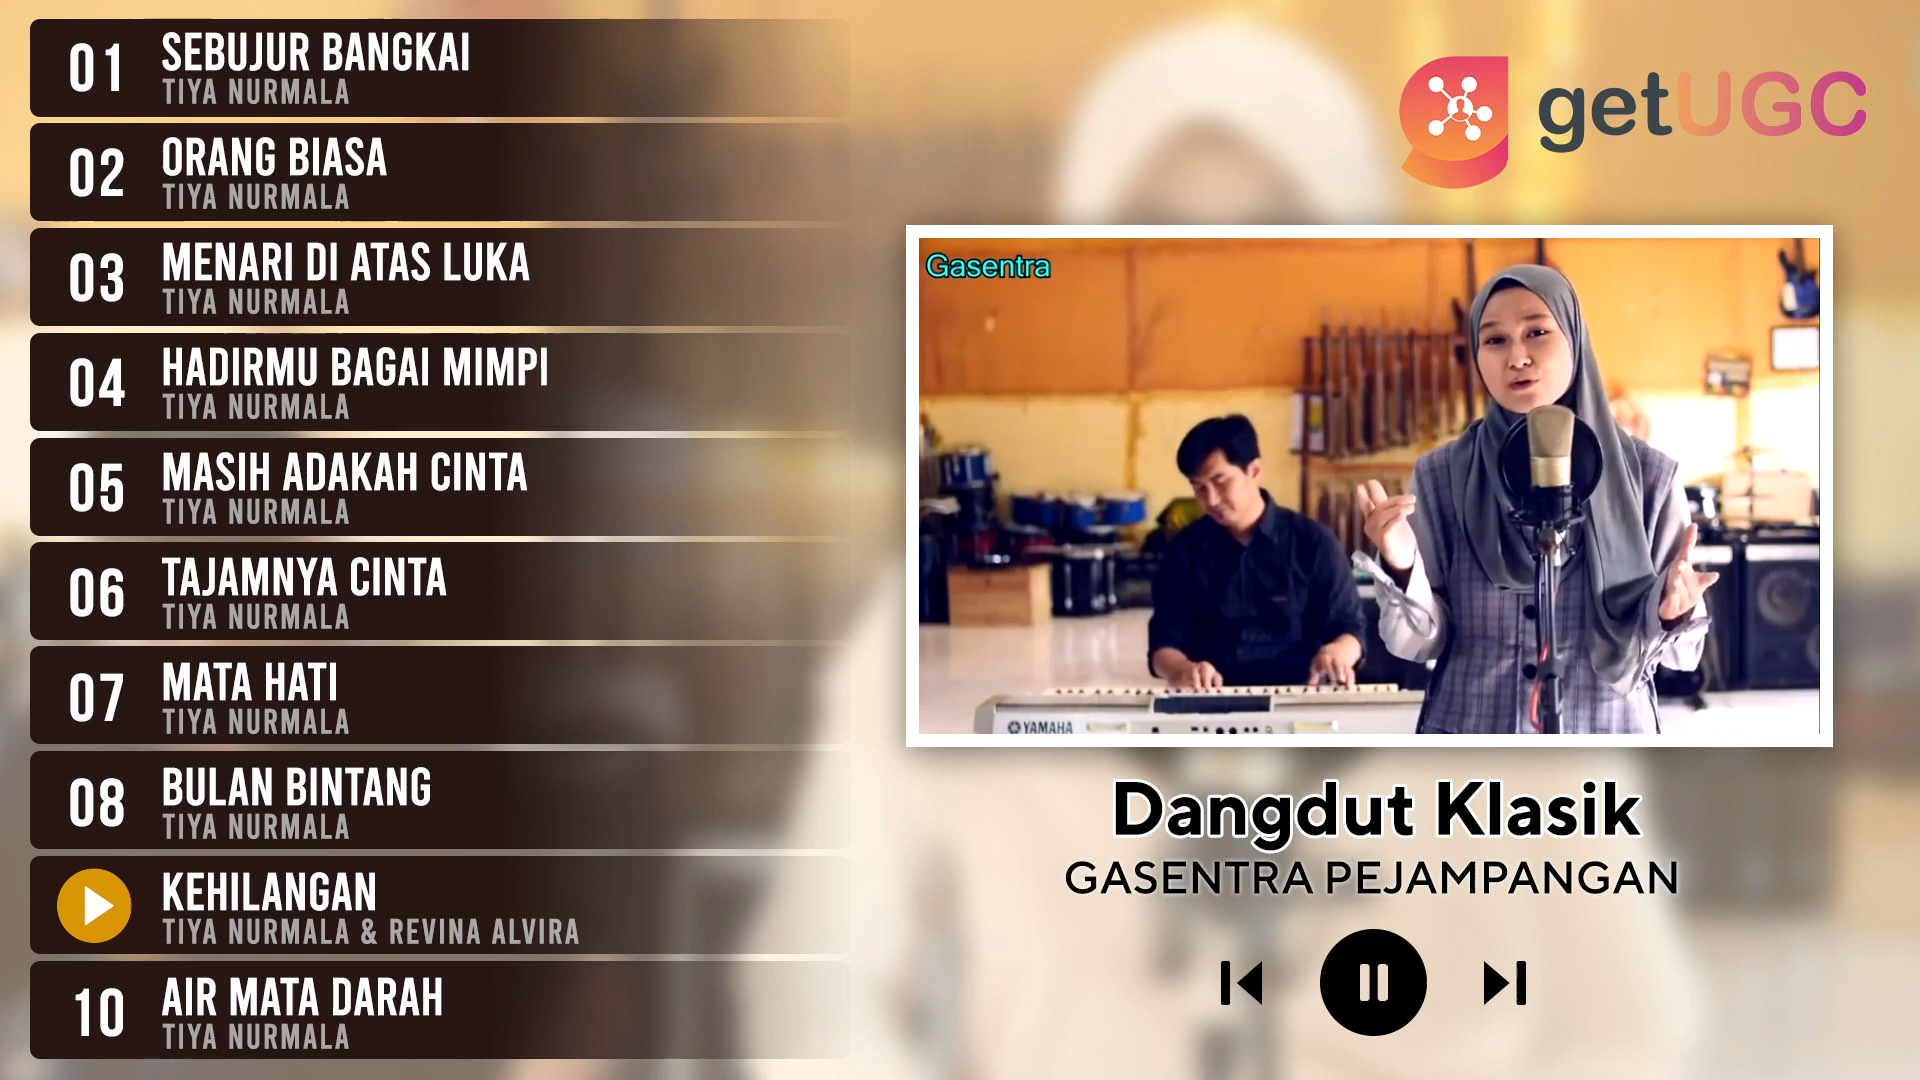 01
SEBUJUR BANGKAI
TIYA NURMALA
02
ORANG BIASA
TIYA NURMALA
03
MENARI DI ATAS LUKA
TIYA NURMALA
04
HADIRMU BAGAI MIMPI
TIYA NURMALA
05
MASIH ADAKAH CINTA
TIYA NURMALA
06
TAJAMNYA CINTA
TIYA NURMALA
07
MATA HATI
TIYA NURMALA
08
BULAN BINTANG
TIYA NURMALA
KEHILANGAN
TIYA NURMALA & REVINA ALVIRA
10
AIR MATA DARAH
TIYA NURMALA
getUGC
Gasentra
YAMAHA
Dangdut Klasik
GASENTRA PEJAMPANGAN